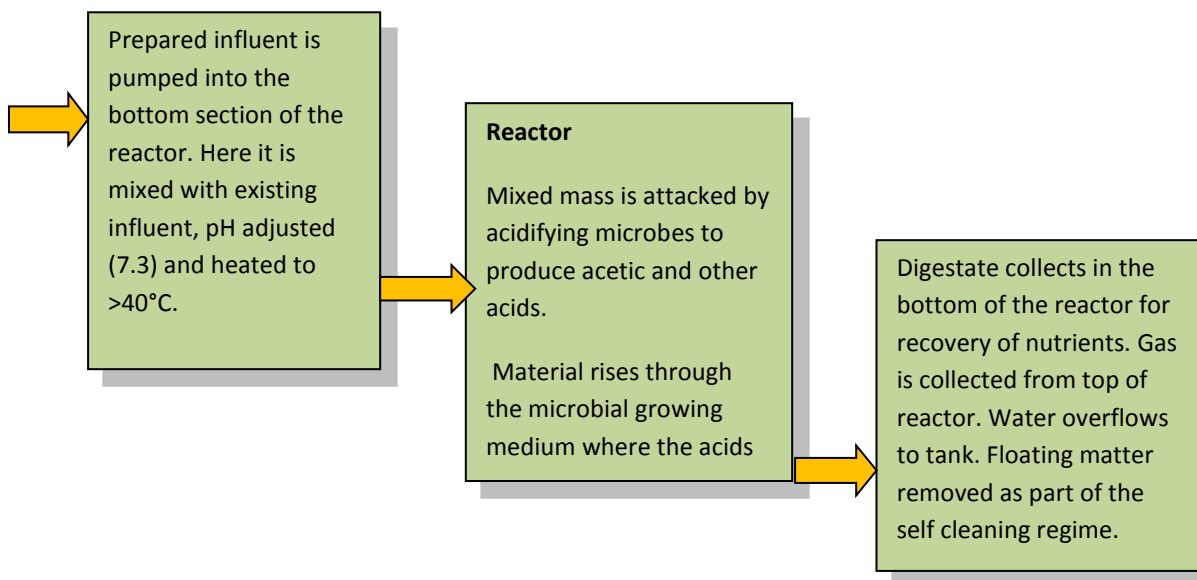 Prepared influent is
pumped into the
bottom section of the
reactor. Here it is
mixed with existing
influent, pH adjusted
(7.3) and heated to
>40°C.
Reactor
Mixed mass is attacked by
acidifying microbes to
produce acetic and other
acids.
Material rises through
the microbial growing
medium where the acids
Digestate collects in the
bottom of the reactor for
recovery of nutrients. Gas
is collected from top of
reactor. Water overflows
to tank. Floating matter
removed as part of the
self cleaning regime.